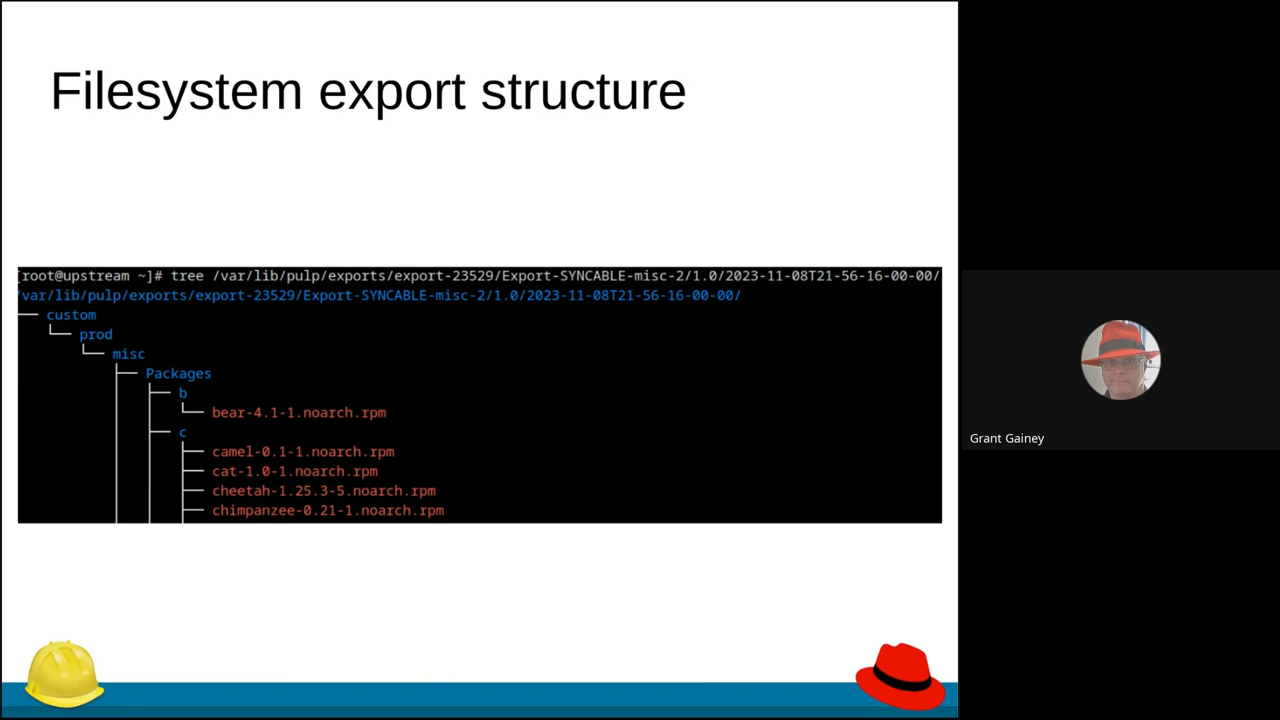 Filesystem export structure
[root@upstream ~]# tree /var/lib/pulp/exports/export-23529/Export-SYNCABLE-misc-2/1.0/2023-11-08T21-56-16-00-00/
/var/lib/pulp/exports/export-23529/Export-SYNCABLE-misc-2/1.0/2023-11-08T21-56-16-00-00/
custom
prod
misc
Packages
b
bear-4.1-1.noarch.rpm
c
camel-0.1-1.noarch.rpm
cat-1.0-1.noarch.rpm
cheetah-1.25.3-5.noarch.rpm
chimpanzee-0.21-1.noarch.rpm
Grant Gainey